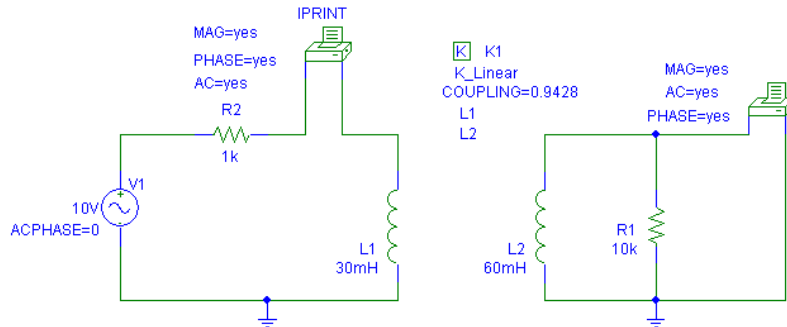 IPRINT
MAG=yes
PHASE=yes
AC=yes
R2
1k
V1
10V
ACPHASE=0
L1
30mH
K K1
K_Linear
COUPLING=0.9428
L1
L2
MAG=yes
AC=yes
PHASE=yes
L2
60mH
R1
10k